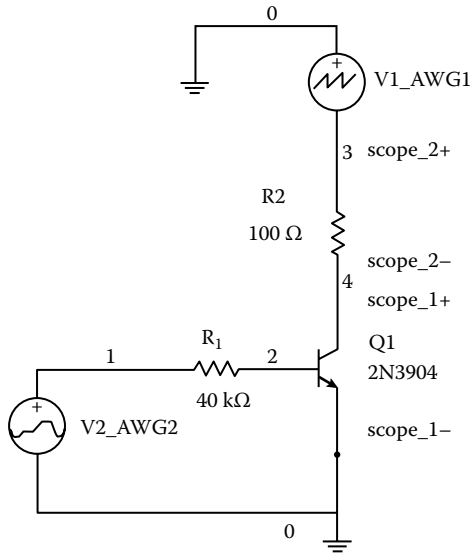 0
V1_AWG1
3 scope_2+
R2
100 Ω
scope_2−
4
scope_1+
R1
Q1
1
2
2N3904
40 kΩ
V2_AWG2
scope_1−
0